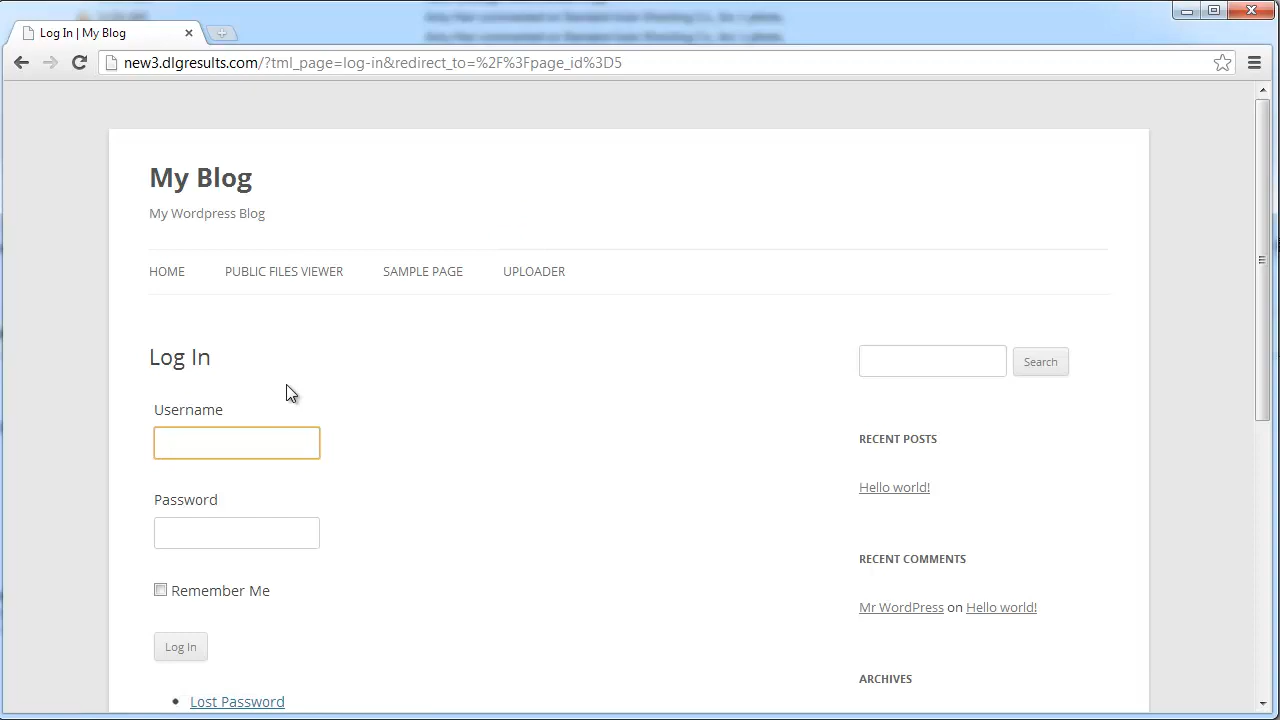 Log In | My Blog
new3.dlgresults.com/?tml_page=log-in&redirect_to=%2F%3Fpage_id%3D5
My Blog
My Wordpress Blog
HOME PUBLIC FILES VIEWER SAMPLE PAGE UPLOADER
Log In
Username
Password
Remember Me
Log In
Lost Password
Search
RECENT POSTS
Hello world!
RECENT COMMENTS
Mr WordPress on Hello world!
ARCHIVES